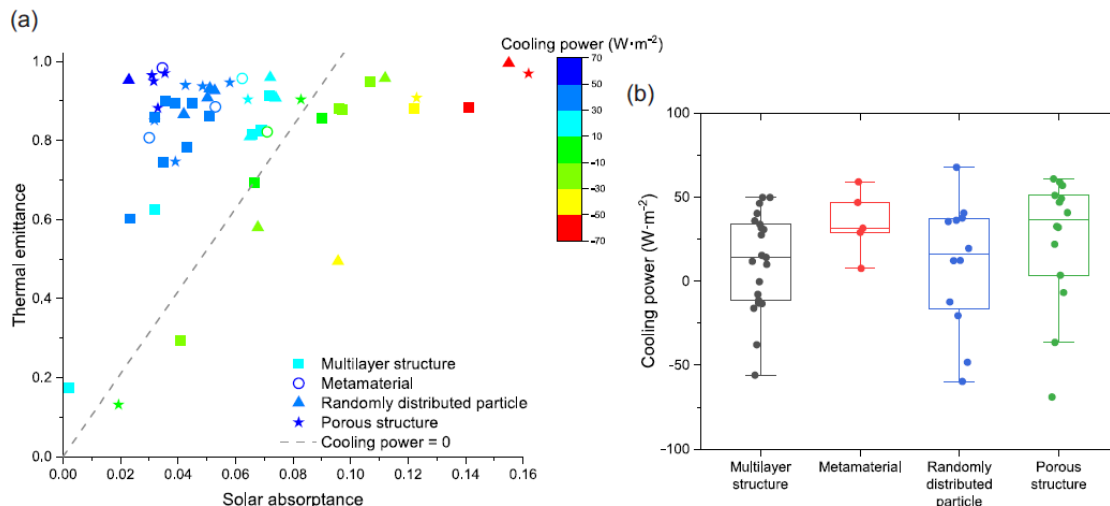 (a)
Cooling power (W·m⁻²)
70
50
30
10
-10
-30
-50
-70
1.0
0.8
0.6
0.4
0.2
0.0
Thermal emittance
Multilayer structure
Metamaterial
Randomly distributed particle
Porous structure
Cooling power = 0
0.00
0.02
0.04
0.06
0.08
0.10
0.12
0.14
0.16
Solar absorptance
(b)
100
50
0
-50
-100
Cooling power (W·m⁻²)
Multilayer
structure
Metamaterial
Randomly
distributed
particle
Porous
structure